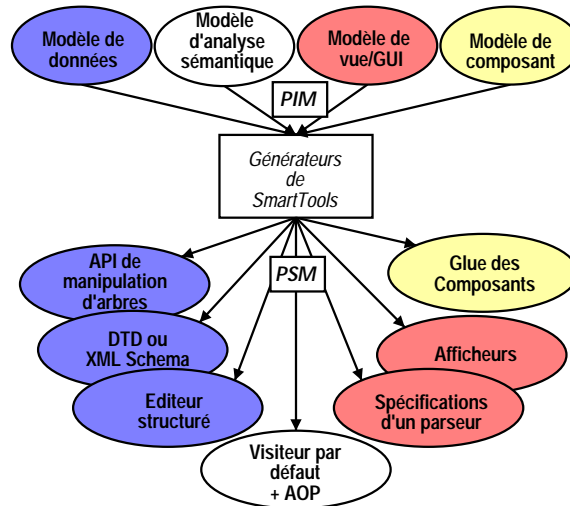 Modèle de
données
Modèle
d'analyse
sémantique
Modèle de
vue/GUI
Modèle de
composant
PIM
Générateurs
de
SmartTools
API de
manipulation
d'arbres
PSM
Glue des
Composants
DTD ou
XML Schema
Afficheurs
Editeur
structuré
Spécifications
d'un parseur
Visiteur par
défaut
+ AOP